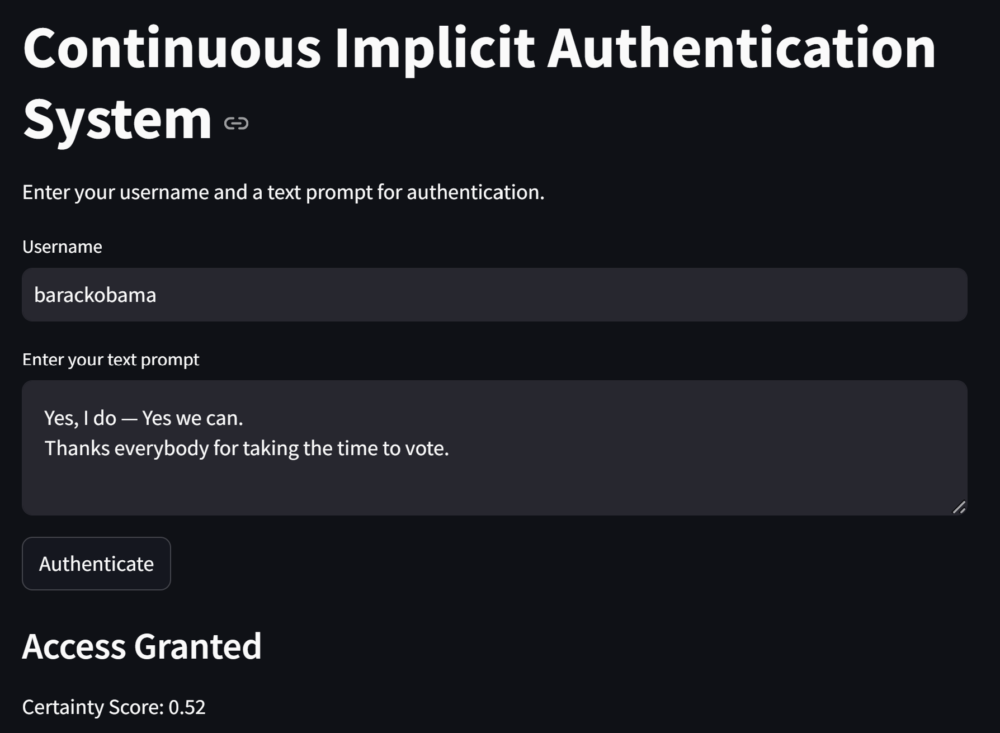 Continuous Implicit Authentication
System
Enter your username and a text prompt for authentication.
Username
barackobama
Enter your text prompt
Yes, I do — Yes we can.
Thanks everybody for taking the time to vote.
Authenticate
Access Granted
Certainty Score: 0.52